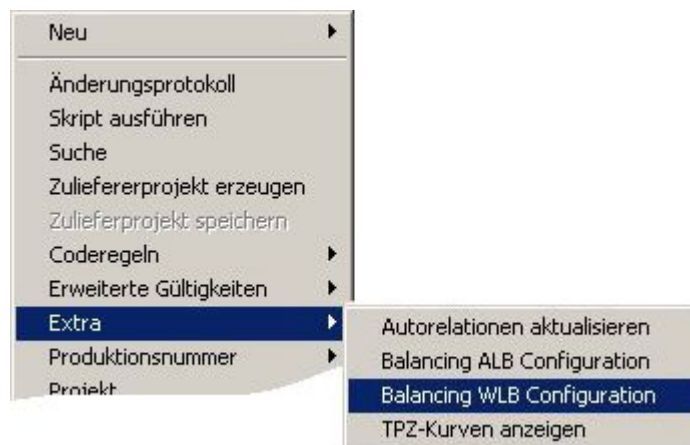 Neu
Änderungsprotokoll
Skript ausführen
Suche
Zuliefererprojekt erzeugen
Zulieferprojekt speichern
Coderegeln
Erweiterte Gültigkeiten
Extra
Produktionsnummer
Projekt
Autorelationen aktualisieren
Balancing ALB Configuration
Balancing WLB Configuration
TPZ-Kurven anzeigen